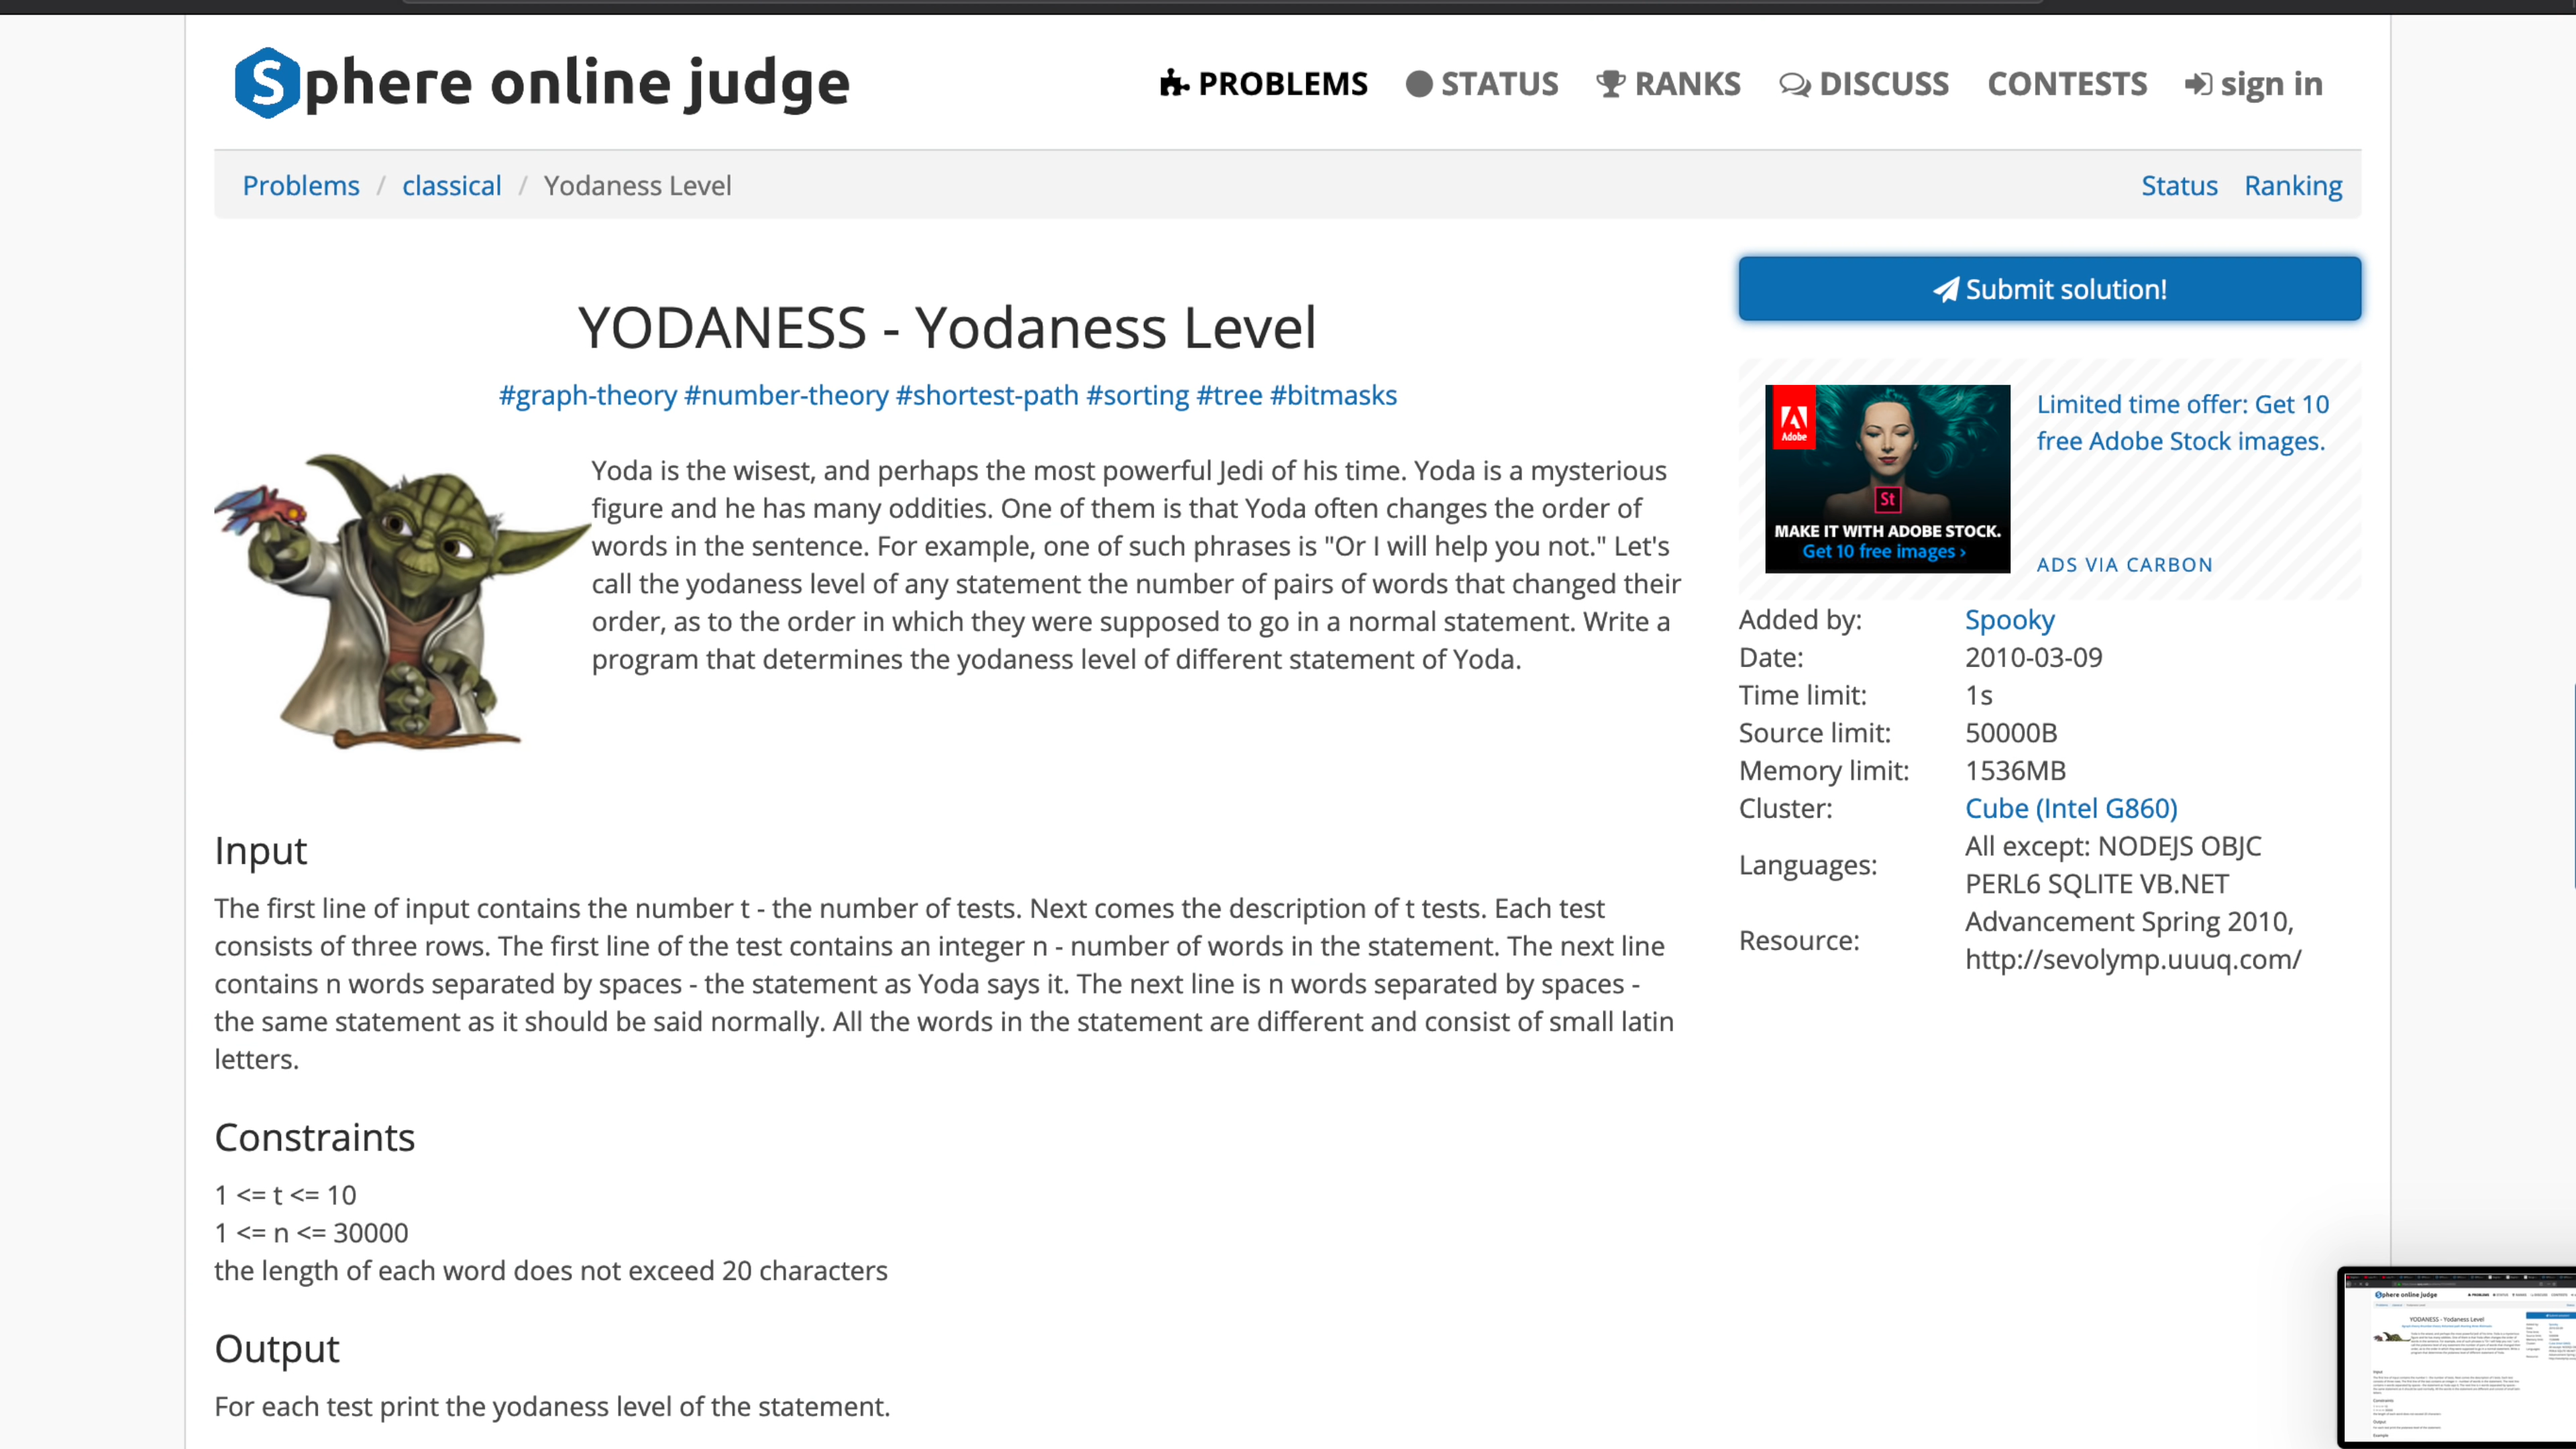 Sphere online judge
PROBLEMS STATUS RANKS DISCUSS CONTESTS sign in
Problems / classical / Yodaness Level
Status Ranking
Submit solution!
YODANESS - Yodaness Level
#graph-theory #number-theory #shortest-path #sorting #tree #bitmasks
Yoda is the wisest, and perhaps the most powerful Jedi of his time. Yoda is a mysterious
figure and he has many oddities. One of them is that Yoda often changes the order of
words in the sentence. For example, one of such phrases is "Or I will help you not." Let's
call the yodaness level of any statement the number of pairs of words that changed their
order, as to the order in which they were supposed to go in a normal statement. Write a
program that determines the yodaness level of different statement of Yoda.
Input
The first line of input contains the number t - the number of tests. Next comes the description of t tests. Each test
consists of three rows. The first line of the test contains an integer n - number of words in the statement. The next line
contains n words separated by spaces - the statement as Yoda says it. The next line is n words separated by spaces -
the same statement as it should be said normally. All the words in the statement are different and consist of small latin
letters.
Constraints
1 <= t <= 10
1 <= n <= 30000
the length of each word does not exceed 20 characters
Output
For each test print the yodaness level of the statement.
Adobe
St
MAKE IT WITH ADOBE STOCK.
Get 10 free images ›
Limited time offer: Get 10
free Adobe Stock images.
ADS VIA CARBON
Added by: Spooky
Date: 2010-03-09
Time limit: 1s
Source limit: 50000B
Memory limit: 1536MB
Cluster: Cube (Intel G860)
Languages: All except: NODEJS OBJC
PERL6 SQLITE VB.NET
Resource: Advancement Spring 2010,
http://sevolymp.uuuq.com/
Sphere online judge
YODANESS - Yodaness Level